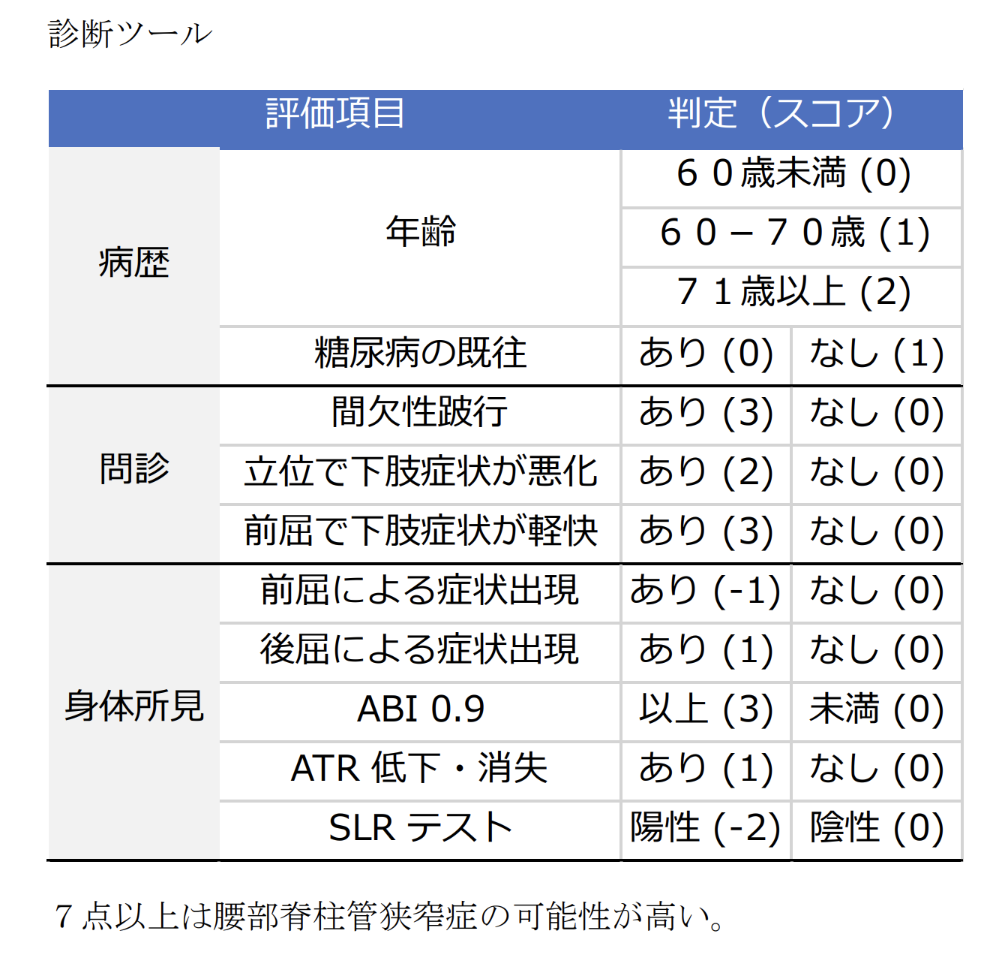 診断ツール
評価項目 判定（スコア）
病歴 年齢 ６０歳未満 (0)
６０－７０歳 (1)
７１歳以上 (2)
糖尿病の既往 あり (0) なし (1)
問診 間欠性跛行 あり (3) なし (0)
立位で下肢症状が悪化 あり (2) なし (0)
前屈で下肢症状が軽快 あり (3) なし (0)
身体所見 前屈による症状出現 あり (-1) なし (0)
後屈による症状出現 あり (1) なし (0)
ABI 0.9 以上 (3) 未満 (0)
ATR 低下・消失 あり (1) なし (0)
SLR テスト 陽性 (-2) 陰性 (0)
７点以上は腰部脊柱管狭窄症の可能性が高い。